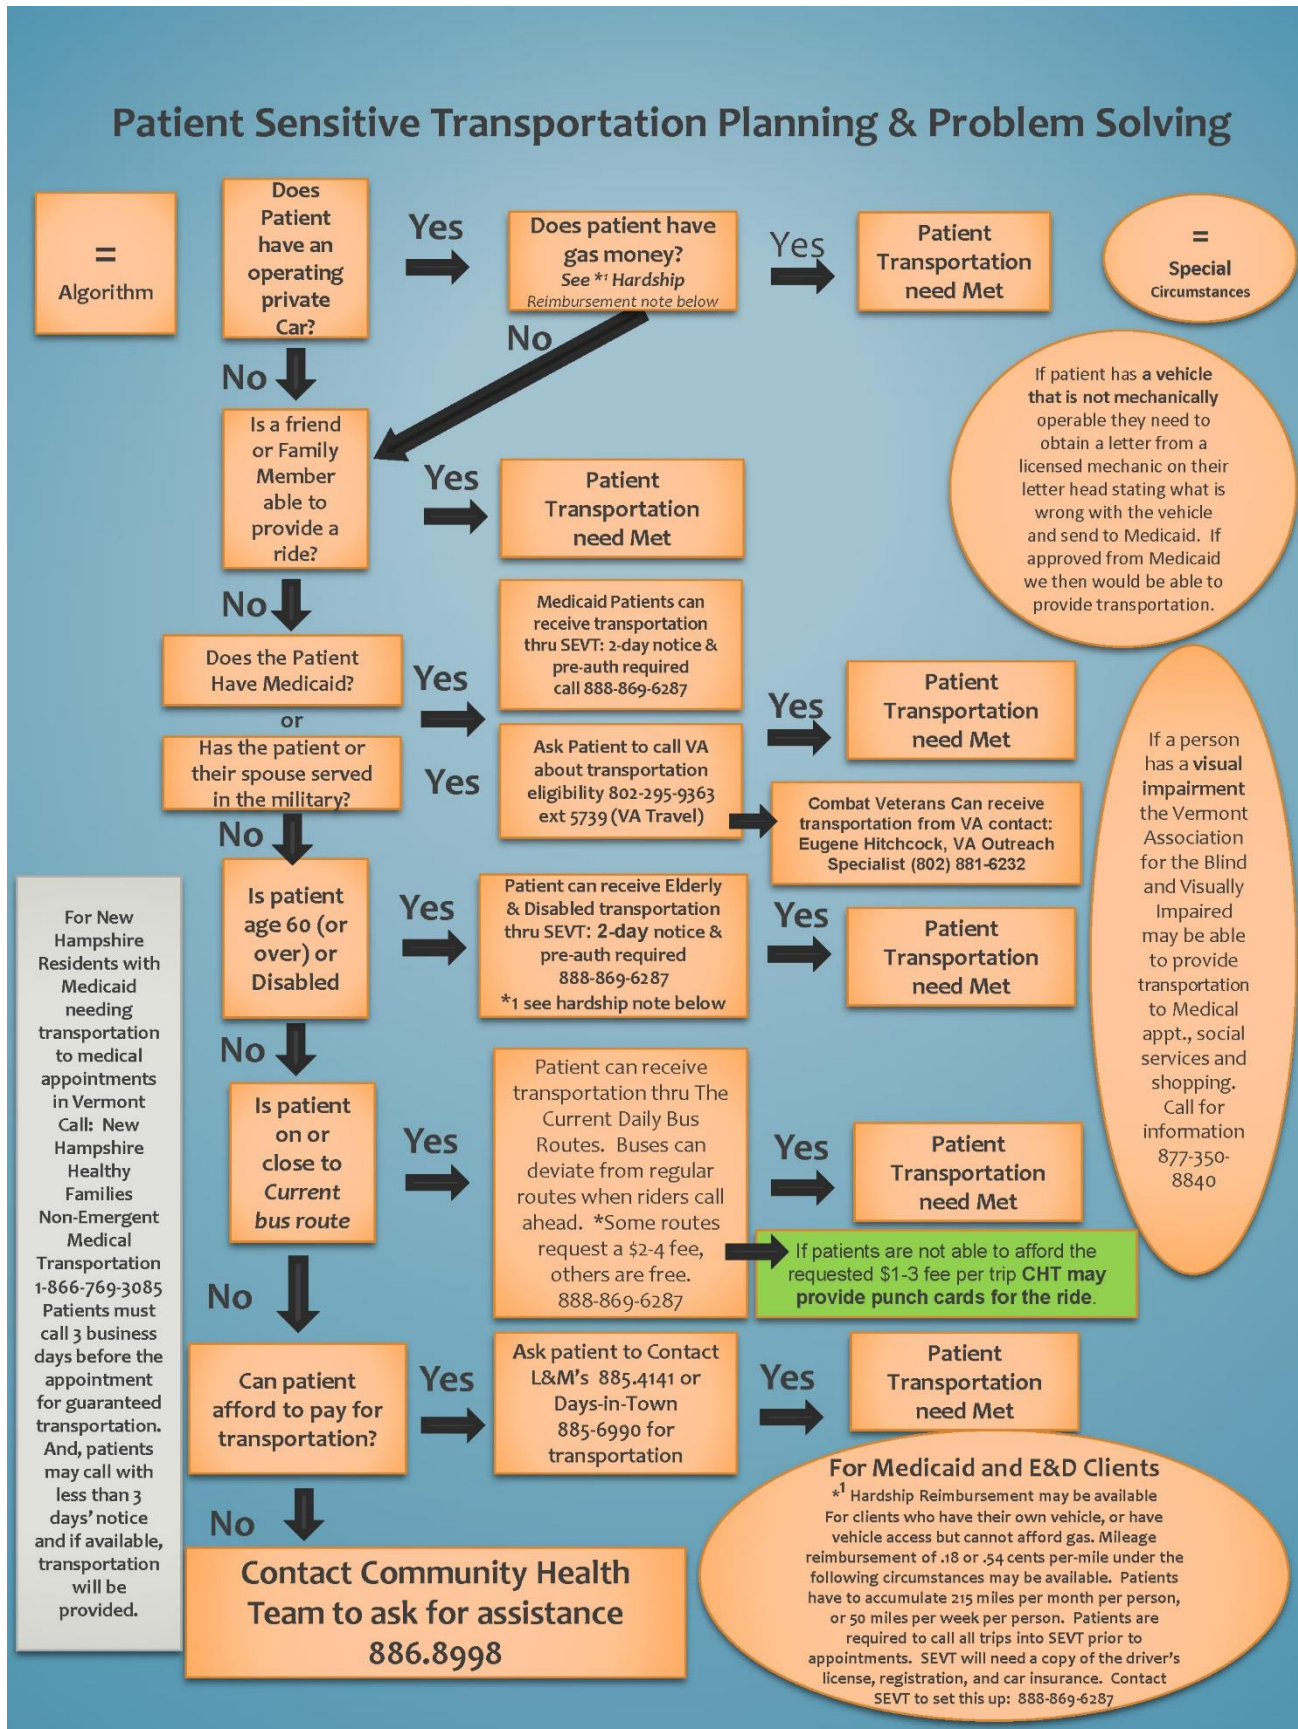 Patient Sensitive Transportation Planning & Problem Solving
=
Algorithm
Does
Patient
have an
operating
private
Car?
Yes
Does patient have
gas money?
See *¹ Hardship
Reimbursement note below
Yes
Patient
Transportation
need Met
=
Special
Circumstances
No
No
If patient has a vehicle
that is not mechanically
operable they need to
obtain a letter from a
licensed mechanic on their
letter head stating what is
wrong with the vehicle
and send to Medicaid. If
approved from Medicaid
we then would be able to
provide transportation.
Is a friend
or Family
Member
able to
provide a
ride?
Yes
Patient
Transportation
need Met
No
Does the Patient
Have Medicaid?
Yes
Medicaid Patients can
receive transportation
thru SEVT: 2-day notice &
pre-auth required
call 888-869-6287
or
Has the patient or
their spouse served
in the military?
Yes
Ask Patient to call VA
about transportation
eligibility 802-295-9363
ext 5739 (VA Travel)
Yes
Patient
Transportation
need Met
Combat Veterans Can receive
transportation from VA contact:
Eugene Hitchcock, VA Outreach
Specialist (802) 881-6232
If a person
has a visual
impairment
the Vermont
Association
for the Blind
and Visually
Impaired
may be able
to provide
transportation
to Medical
appt., social
services and
shopping.
Call for
information
877-350-
8840
No
Is patient
age 60 (or
over) or
Disabled
Yes
Patient can receive Elderly
& Disabled transportation
thru SEVT: 2-day notice &
pre-auth required
888-869-6287
*1 see hardship note below
Yes
Patient
Transportation
need Met
For New
Hampshire
Residents with
Medicaid
needing
transportation
to medical
appointments
in Vermont
Call: New
Hampshire
Healthy
Families
Non-Emergent
Medical
Transportation
1-866-769-3085
Patients must
call 3 business
days before the
appointment
for guaranteed
transportation.
And, patients
may call with
less than 3
days' notice
and if available,
transportation
will be
provided.
No
Is patient
on or
close to
Current
bus route
Yes
Patient can receive
transportation thru The
Current Daily Bus
Routes. Buses can
deviate from regular
routes when riders call
ahead. *Some routes
request a $2-4 fee,
others are free.
888-869-6287
Yes
Patient
Transportation
need Met
If patients are not able to afford the
requested $1-3 fee per trip CHT may
provide punch cards for the ride.
No
Can patient
afford to pay for
transportation?
Yes
Ask patient to Contact
L&M's 885.4141 or
Days-in-Town
885-6990 for
transportation
Yes
Patient
Transportation
need Met
No
Contact Community Health
Team to ask for assistance
886.8998
For Medicaid and E&D Clients
*¹ Hardship Reimbursement may be available
For clients who have their own vehicle, or have
vehicle access but cannot afford gas. Mileage
reimbursement of .18 or .54 cents per-mile under the
following circumstances may be available. Patients
have to accumulate 215 miles per month per person,
or 50 miles per week per person. Patients are
required to call all trips into SEVT prior to
appointments. SEVT will need a copy of the driver's
license, registration, and car insurance. Contact
SEVT to set this up: 888-869-6287